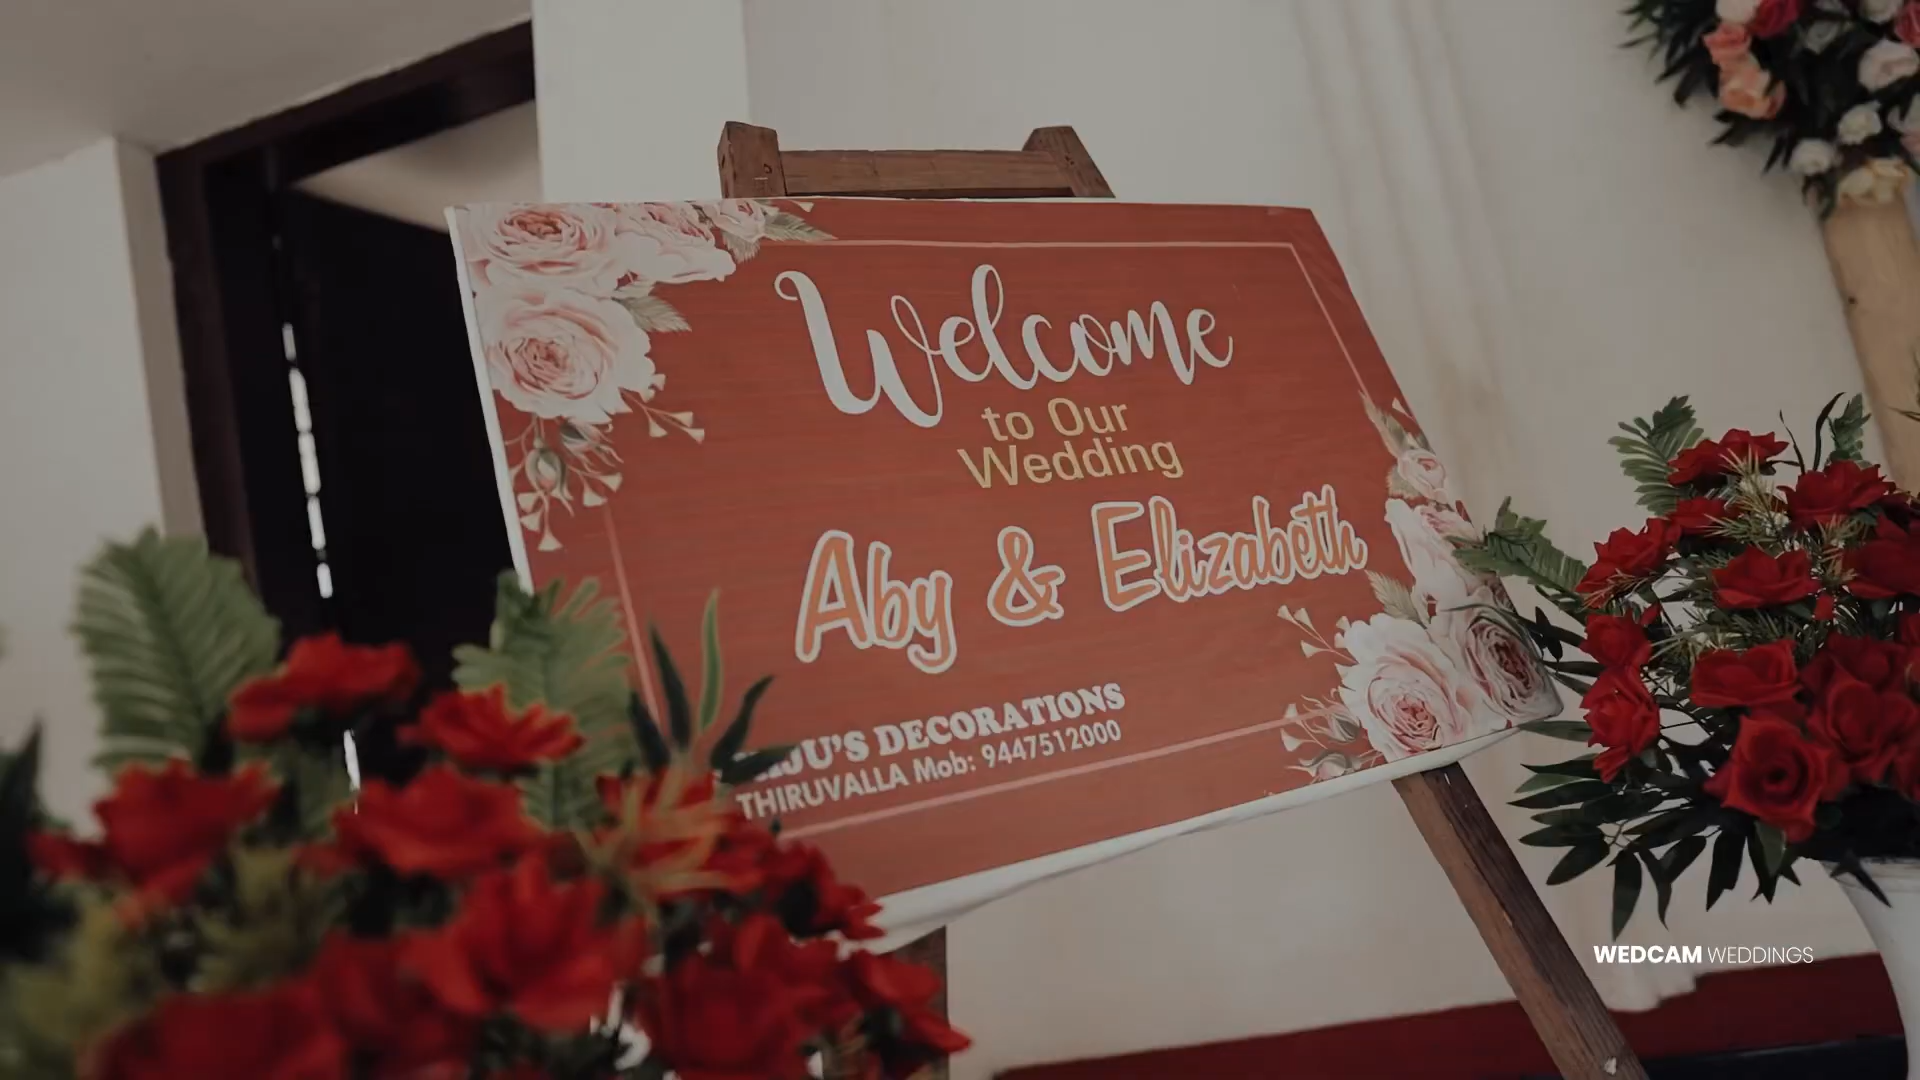 Welcome
to Our
Wedding
Aby & Elizabeth
DECORATIONS
THIRUVALLA Mob: 9447512000
WEDCAM WEDDINGS